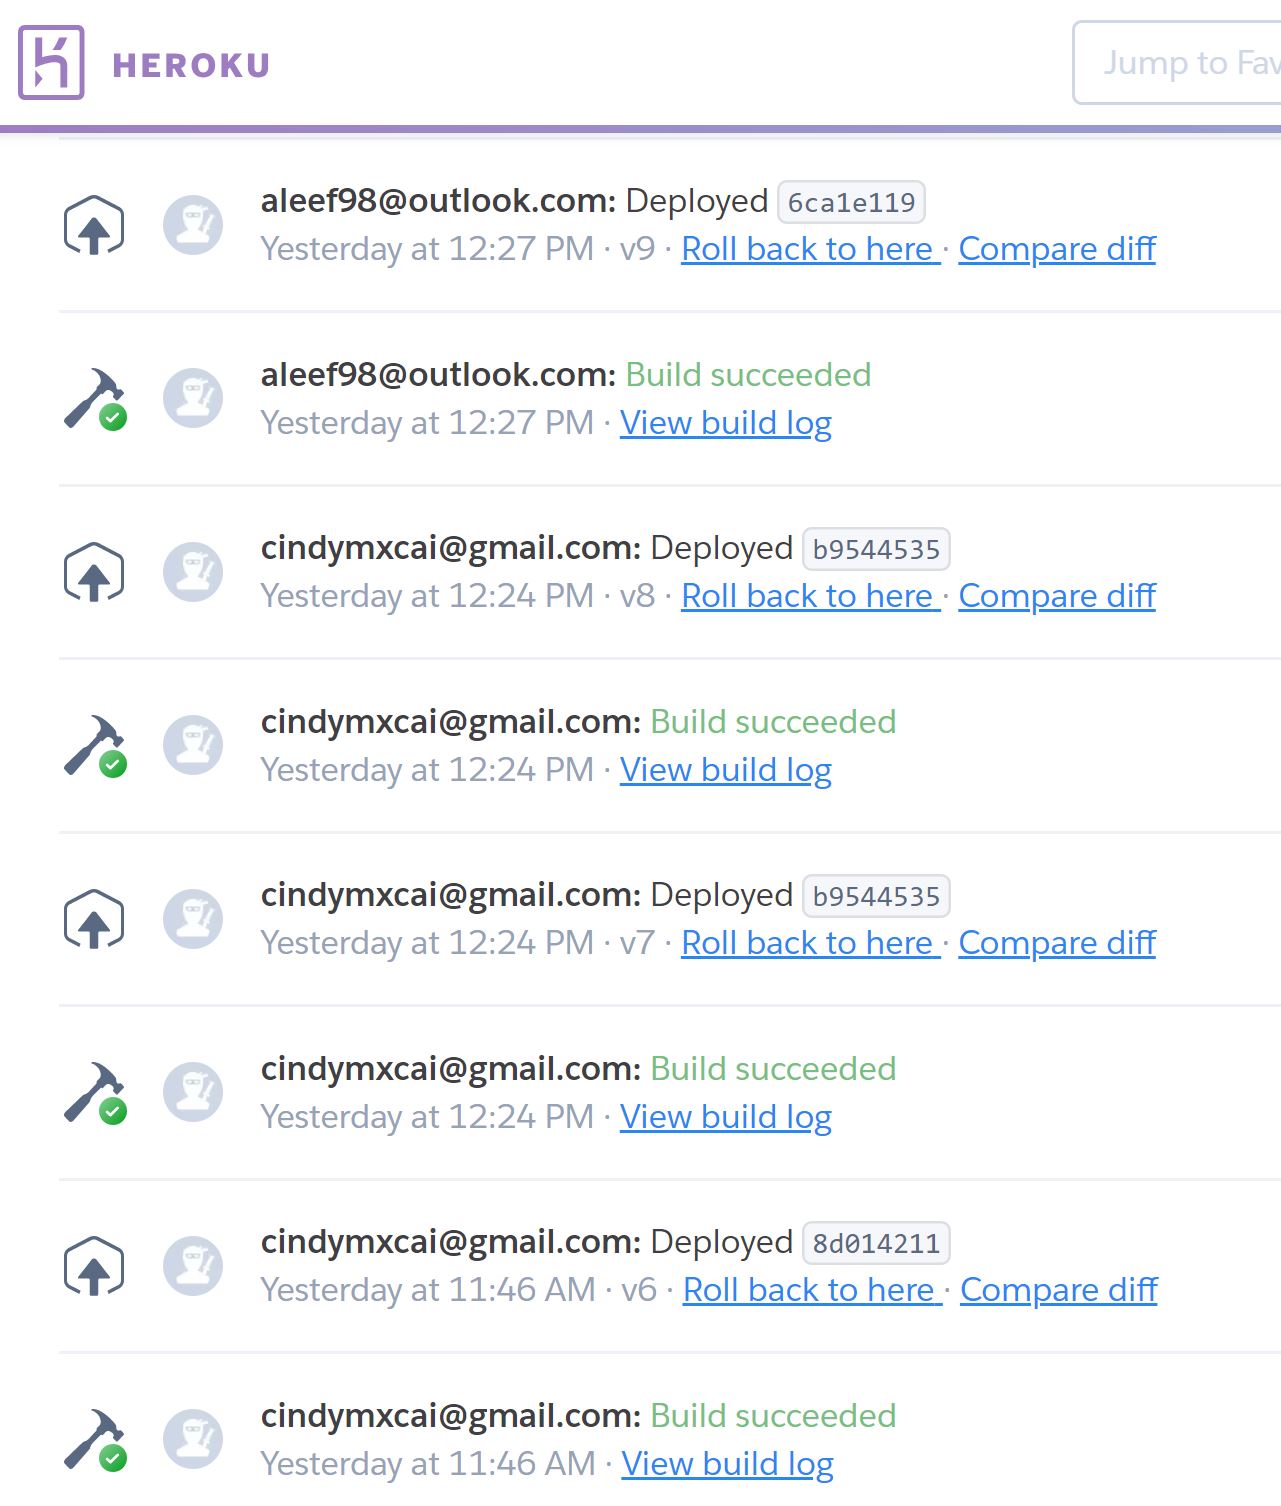 HEROKU
Jump to Fav
aleef98@outlook.com: Deployed 6ca1e119
Yesterday at 12:27 PM · v9 · Roll back to here · Compare diff
aleef98@outlook.com: Build succeeded
Yesterday at 12:27 PM · View build log
cindymxcai@gmail.com: Deployed b9544535
Yesterday at 12:24 PM · v8 · Roll back to here · Compare diff
cindymxcai@gmail.com: Build succeeded
Yesterday at 12:24 PM · View build log
cindymxcai@gmail.com: Deployed b9544535
Yesterday at 12:24 PM · v7 · Roll back to here · Compare diff
cindymxcai@gmail.com: Build succeeded
Yesterday at 12:24 PM · View build log
cindymxcai@gmail.com: Deployed 8d014211
Yesterday at 11:46 AM · v6 · Roll back to here · Compare diff
cindymxcai@gmail.com: Build succeeded
Yesterday at 11:46 AM · View build log